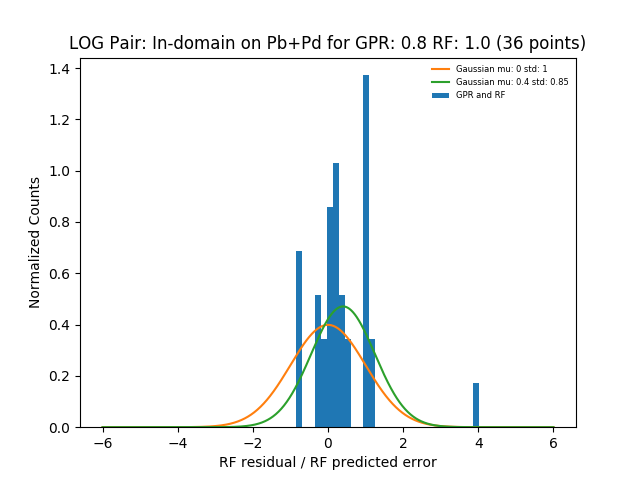 LOG Pair: In-domain on Pb+Pd for GPR: 0.8 RF: 1.0 (36 points)
Gaussian mu: 0 std: 1
Gaussian mu: 0.4 std: 0.85
GPR and RF
Normalized Counts
1.4
1.2
1.0
0.8
0.6
0.4
0.2
0.0
−6 −4 −2 0 2 4 6
RF residual / RF predicted error